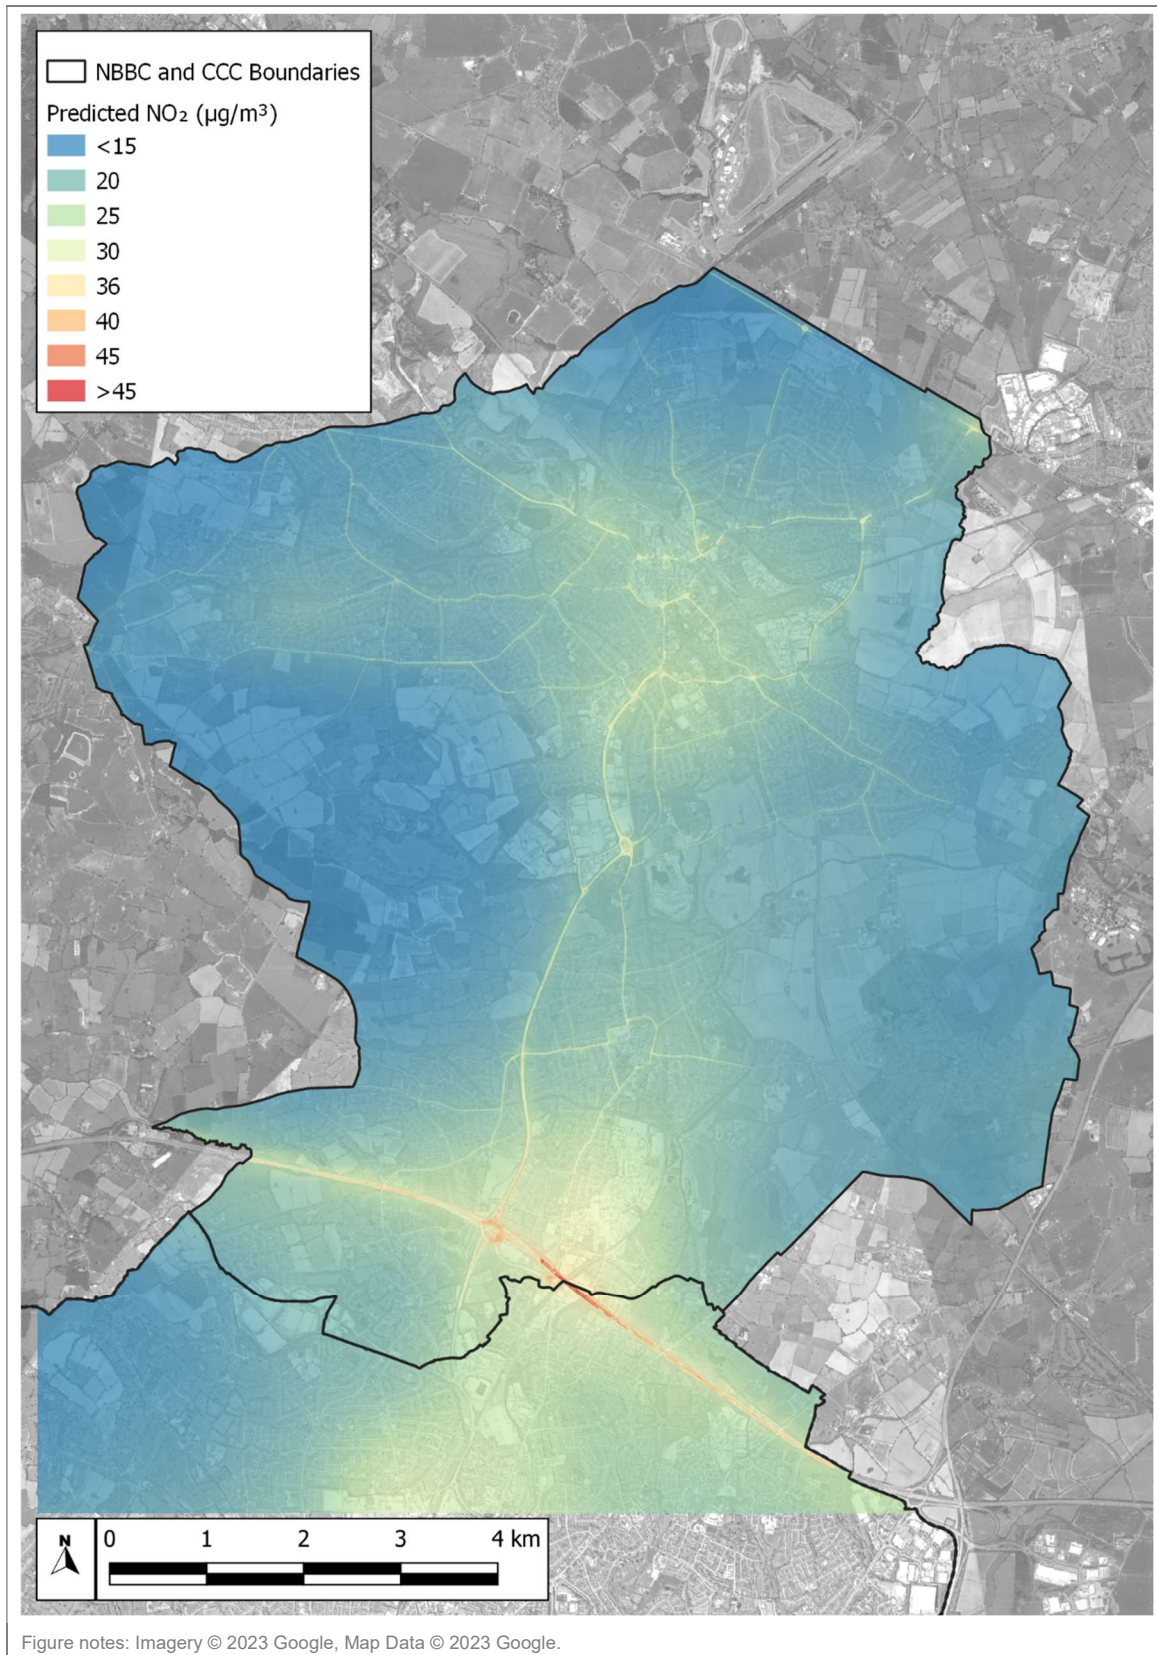 NBBC and CCC Boundaries
Predicted NO₂ (μg/m³)
<15
20
25
30
36
40
45
>45
N
0 1 2 3 4 km
Figure notes: Imagery © 2023 Google, Map Data © 2023 Google.